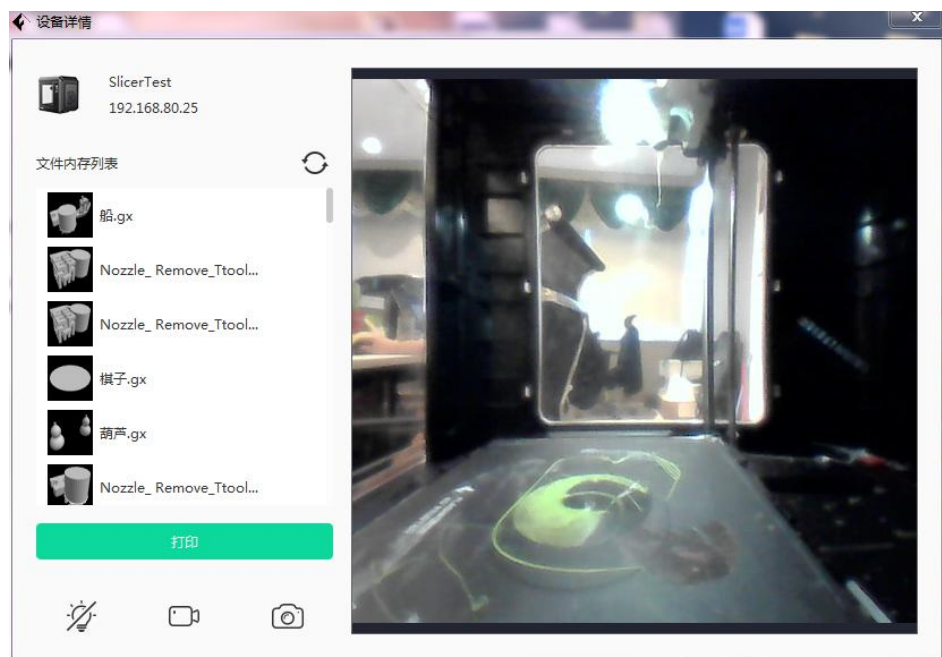 设备详情
SlicerTest
192.168.80.25
文件内存列表
船.gx
Nozzle_ Remove_Ttool...
Nozzle_ Remove_Ttool...
棋子.gx
葫芦.gx
Nozzle_ Remove_Ttool...
打印